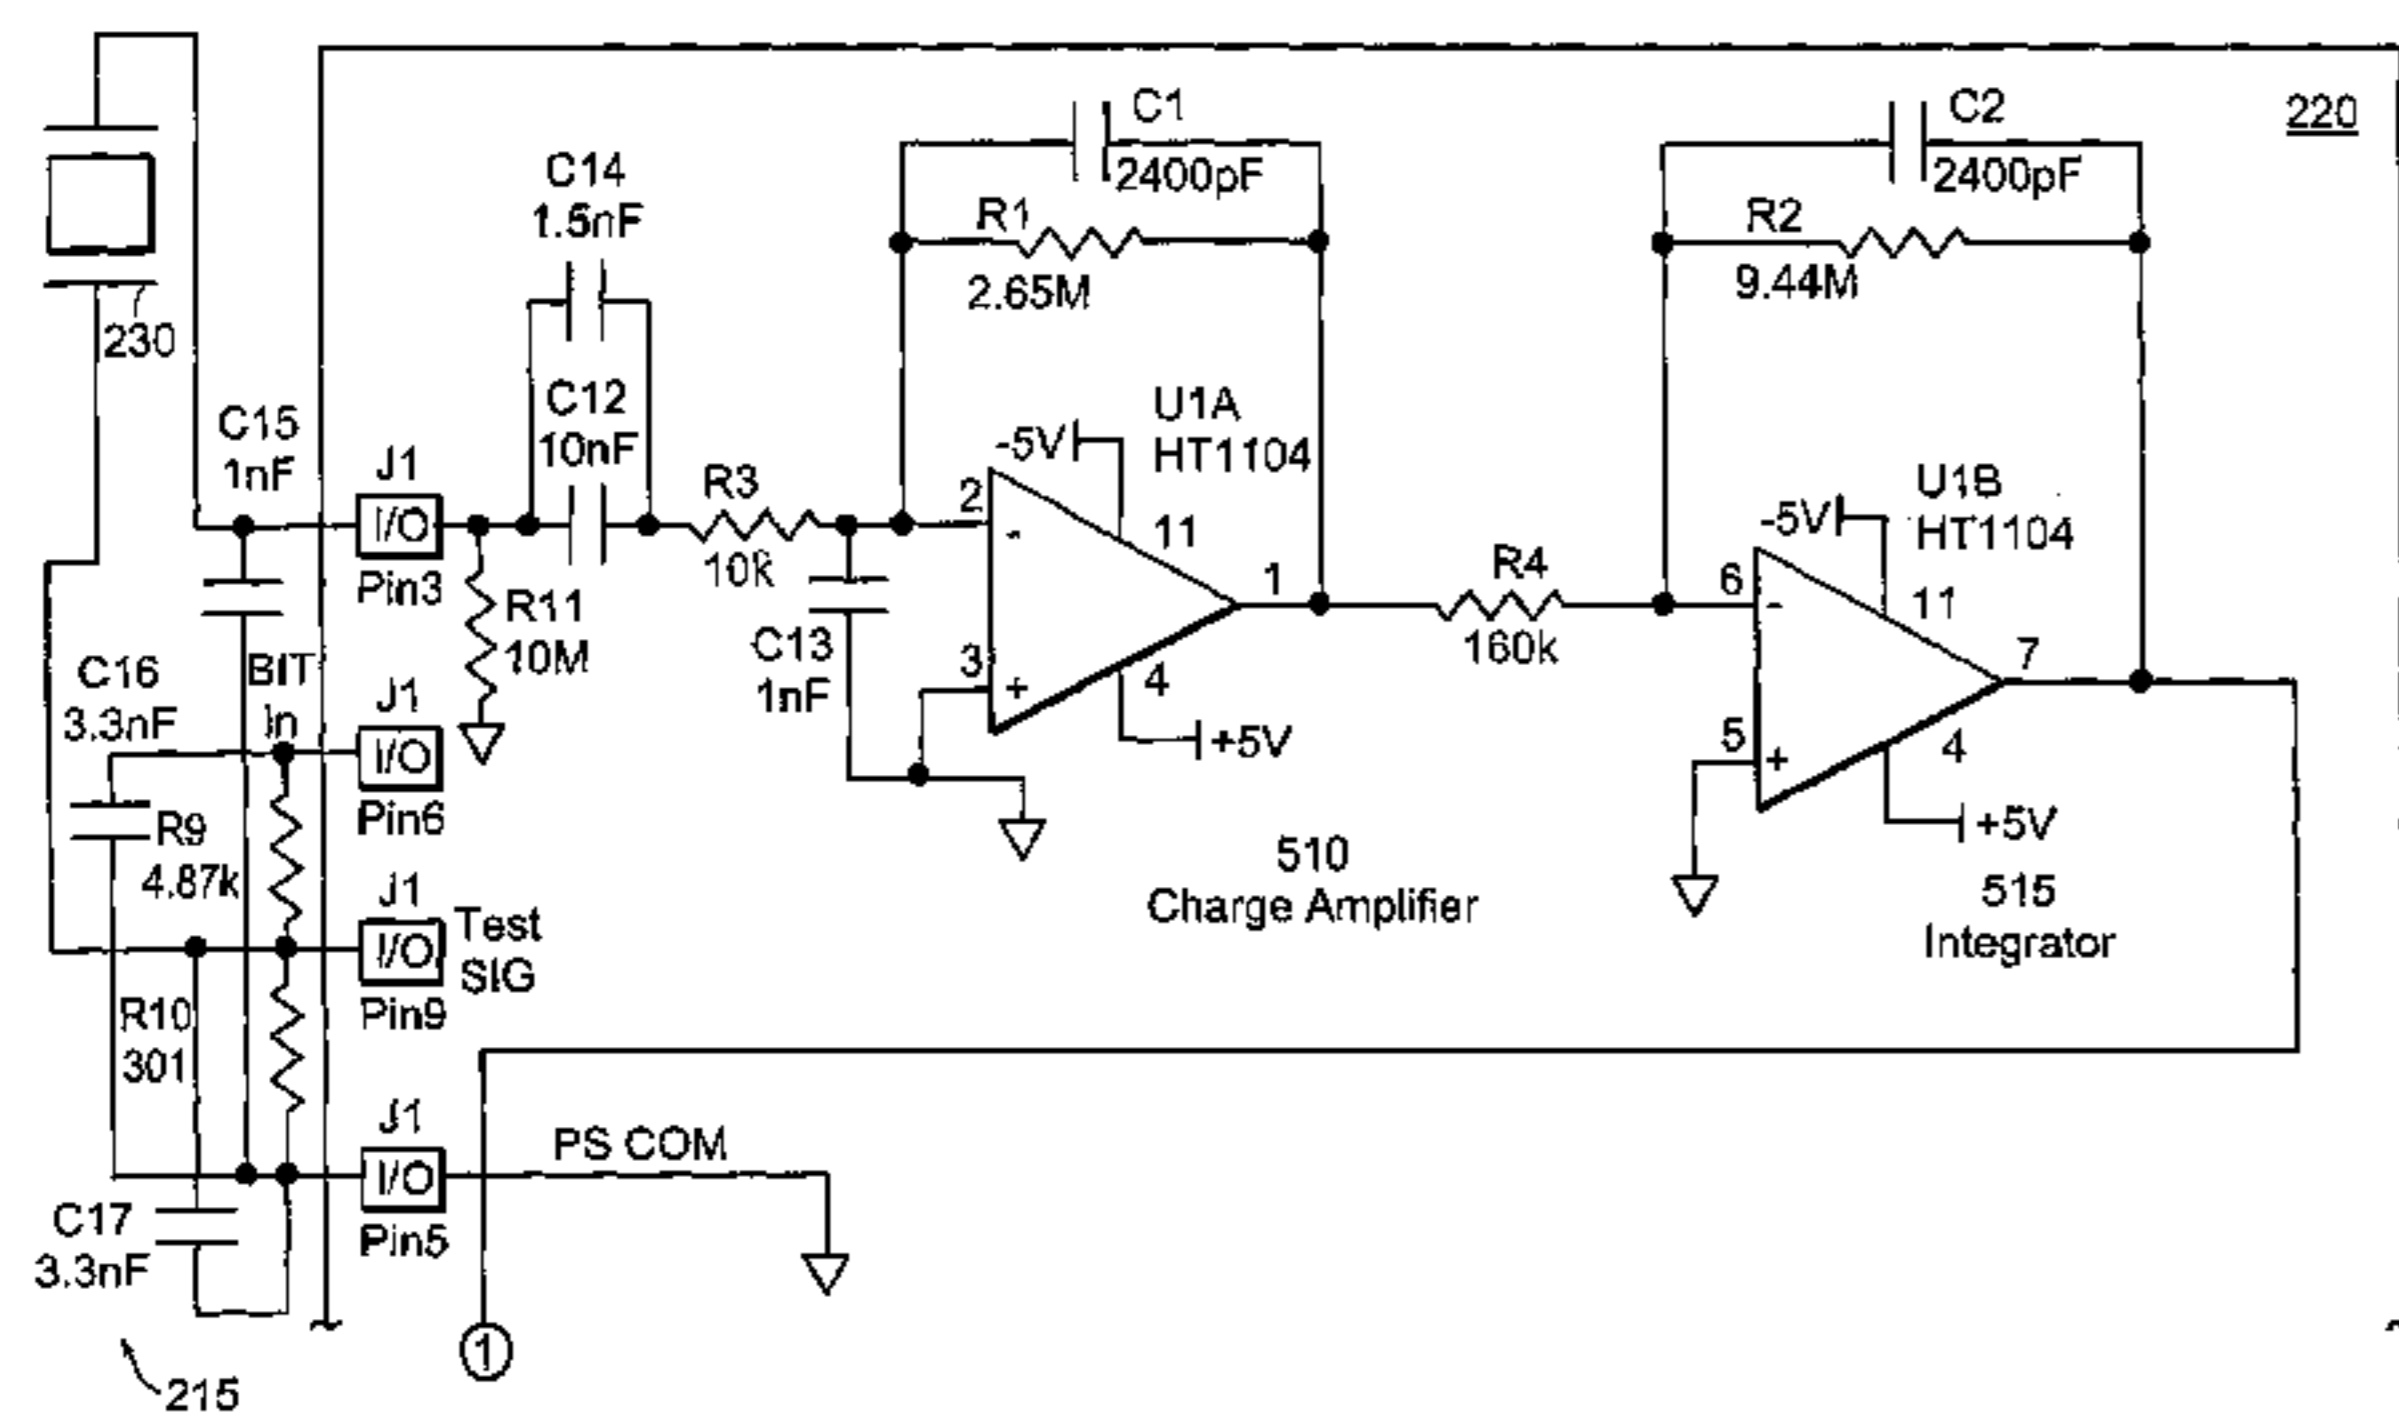 220
C1
2400pF
C2
2400pF
C14
1.5nF
R1
2.65M
R2
9.44M
230
C12
10nF
U1A
HT1104
-5V
C15
1nF
J1
I/O
Pin3
R3
10k
2
-
11
1
3
+
4
+5V
U1B
HT1104
-5V
R4
160k
6
-
11
7
5
+
4
+5V
R11
10M
C13
1nF
C16
3.3nF
BIT
In
J1
I/O
Pin6
R9
4.87k
J1
I/O
Pin9
Test
SIG
510
Charge Amplifier
515
Integrator
R10
301
J1
I/O
Pin5
PS COM
C17
3.3nF
1
215